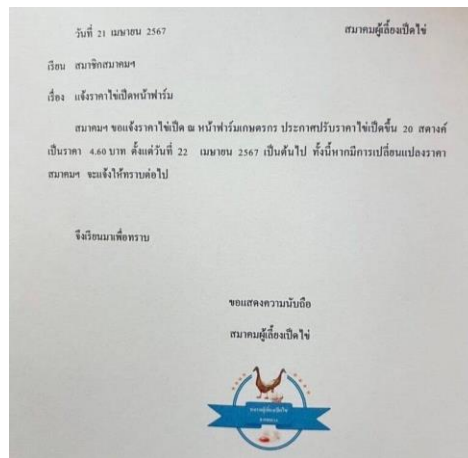 วันที่ 21 เมษายน 2567
สมาคมผู้เลี้ยงเป็ดไข่
เรียน สมาชิกสมาคมฯ
เรื่อง แจ้งราคาไข่เป็ดหน้าฟาร์ม
สมาคมฯ ขอแจ้งราคาไข่เป็ด ณ หน้าฟาร์มเกษตรกร ประกาศปรับราคาไข่เป็ดขึ้น 20 สตางค์
เป็นราคา 4.60 บาท ตั้งแต่วันที่ 22 เมษายน 2567 เป็นต้นไป ทั้งนี้หากมีการเปลี่ยนแปลงราคา
สมาคมฯ จะแจ้งให้ทราบต่อไป
จึงเรียนมาเพื่อทราบ
ขอแสดงความนับถือ
สมาคมผู้เลี้ยงเป็ดไข่